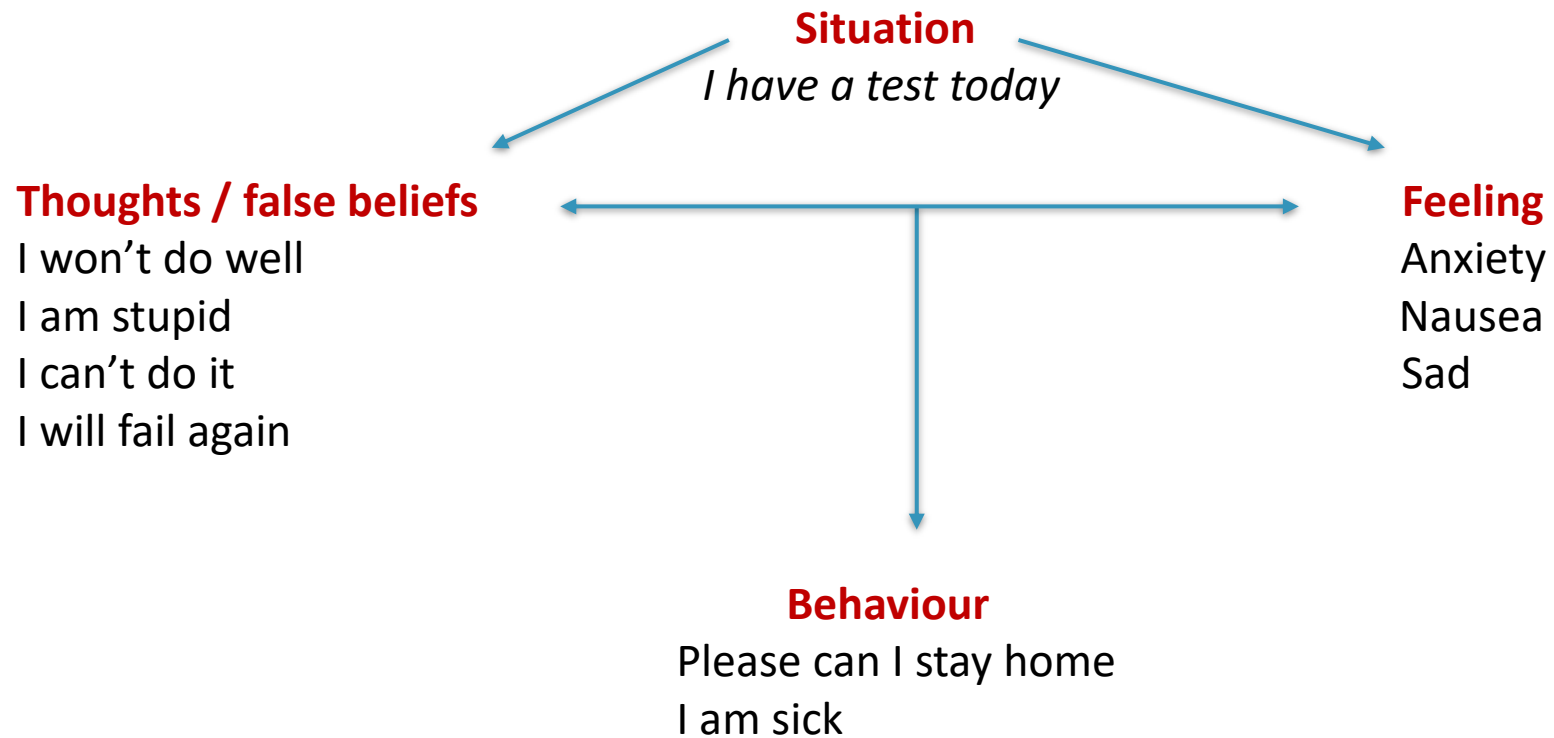 Situation
I have a test today
Thoughts / false beliefs
I won’t do well
I am stupid
I can’t do it
I will fail again
Feeling
Anxiety
Nausea
Sad
Behaviour
Please can I stay home
I am sick